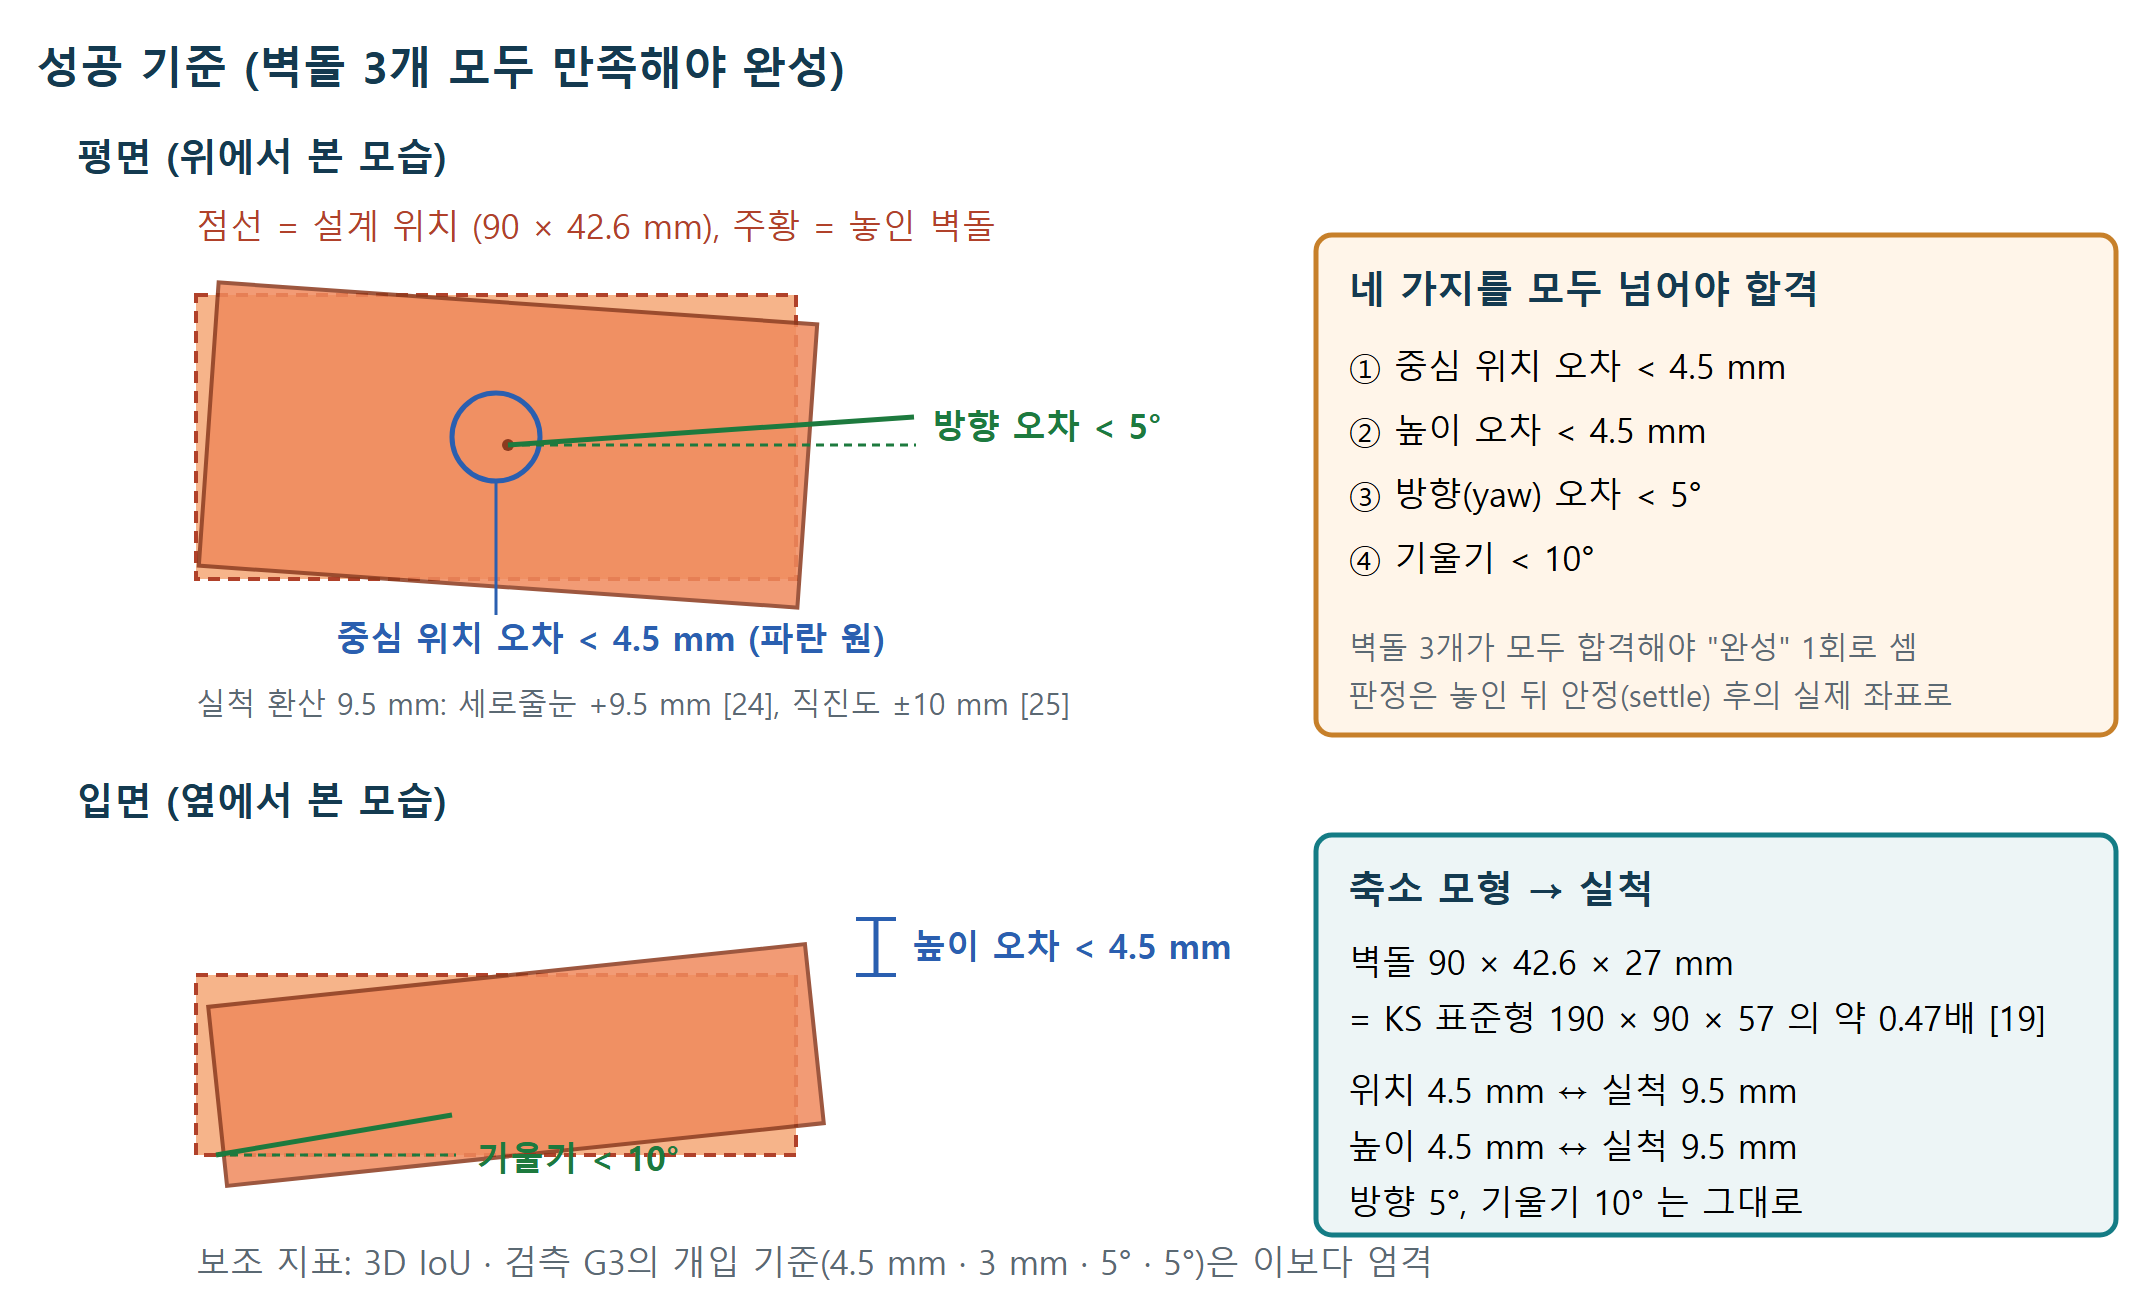 성공 기준 (벽돌 3개 모두 만족해야 완성)
평면 (위에서 본 모습)
점선 = 설계 위치 (90 × 42.6 mm), 주황 = 놓인 벽돌
방향 오차 < 5°
중심 위치 오차 < 4.5 mm (파란 원)
실척 환산 9.5 mm: 세로줄눈 +9.5 mm [24], 직진도 ±10 mm [25]
네 가지를 모두 넘어야 합격
① 중심 위치 오차 < 4.5 mm
② 높이 오차 < 4.5 mm
③ 방향(yaw) 오차 < 5°
④ 기울기 < 10°
벽돌 3개가 모두 합격해야 "완성" 1회로 셈
판정은 놓인 뒤 안정(settle) 후의 실제 좌표로
입면 (옆에서 본 모습)
높이 오차 < 4.5 mm
기울기 < 10°
축소 모형 → 실척
벽돌 90 × 42.6 × 27 mm
= KS 표준형 190 × 90 × 57 의 약 0.47배 [19]
위치 4.5 mm ↔ 실척 9.5 mm
높이 4.5 mm ↔ 실척 9.5 mm
방향 5°, 기울기 10° 는 그대로
보조 지표: 3D IoU · 검측 G3의 개입 기준(4.5 mm · 3 mm · 5° · 5°)은 이보다 엄격